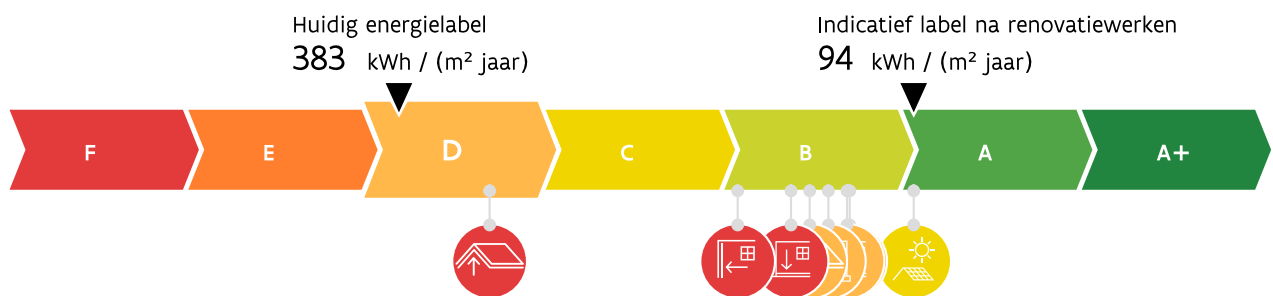 Huidig energielabel
383 kWh / (m² jaar)
Indicatief label na renovatiewerken
94 kWh / (m² jaar)
F E D C B A A+